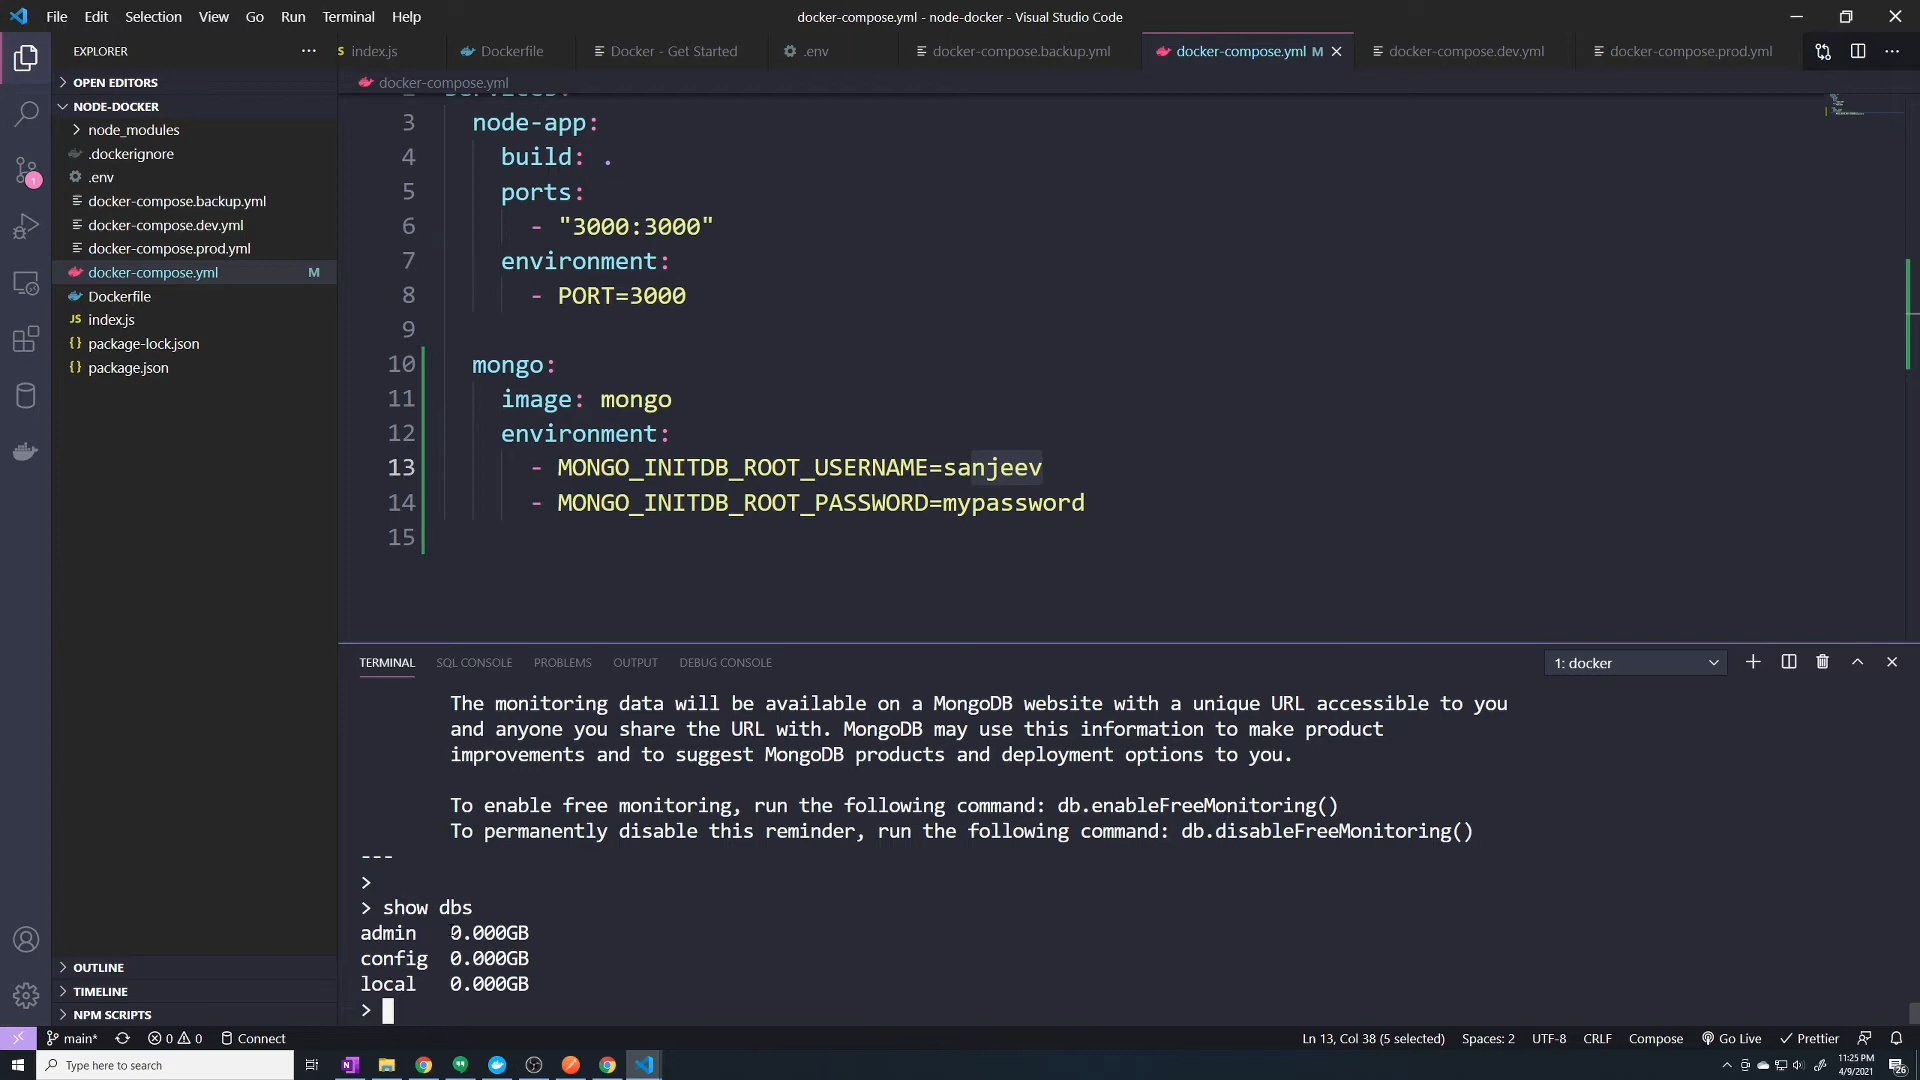 File Edit Selection View Go Run Terminal Help
docker-compose.yml - node-docker - Visual Studio Code
EXPLORER
index.js
Dockerfile
Docker - Get Started
.env
docker-compose.backup.yml
docker-compose.yml M
docker-compose.dev.yml
docker-compose.prod.yml
OPEN EDITORS
NODE-DOCKER
node_modules
.dockerignore
.env
docker-compose.backup.yml
docker-compose.dev.yml
docker-compose.prod.yml
docker-compose.yml M
Dockerfile
JS index.js
{} package-lock.json
{} package.json
OUTLINE
TIMELINE
NPM SCRIPTS
1
docker-compose.yml
3 node-app:
4 build: .
5 ports:
6 - "3000:3000"
7 environment:
8 - PORT=3000
9
10 mongo:
11 image: mongo
12 environment:
13 - MONGO_INITDB_ROOT_USERNAME=sanjeev
14 - MONGO_INITDB_ROOT_PASSWORD=mypassword
15
TERMINAL SQL CONSOLE PROBLEMS OUTPUT DEBUG CONSOLE
1: docker
The monitoring data will be available on a MongoDB website with a unique URL accessible to you
and anyone you share the URL with. MongoDB may use this information to make product
improvements and to suggest MongoDB products and deployment options to you.
To enable free monitoring, run the following command: db.enableFreeMonitoring()
To permanently disable this reminder, run the following command: db.disableFreeMonitoring()
---
>
> show dbs
admin 0.000GB
config 0.000GB
local 0.000GB
>
main* 0 0 Connect
Ln 13, Col 38 (5 selected) Spaces: 2 UTF-8 CRLF Compose Go Live Prettier
Type here to search
11:25 PM
4/9/2021
26